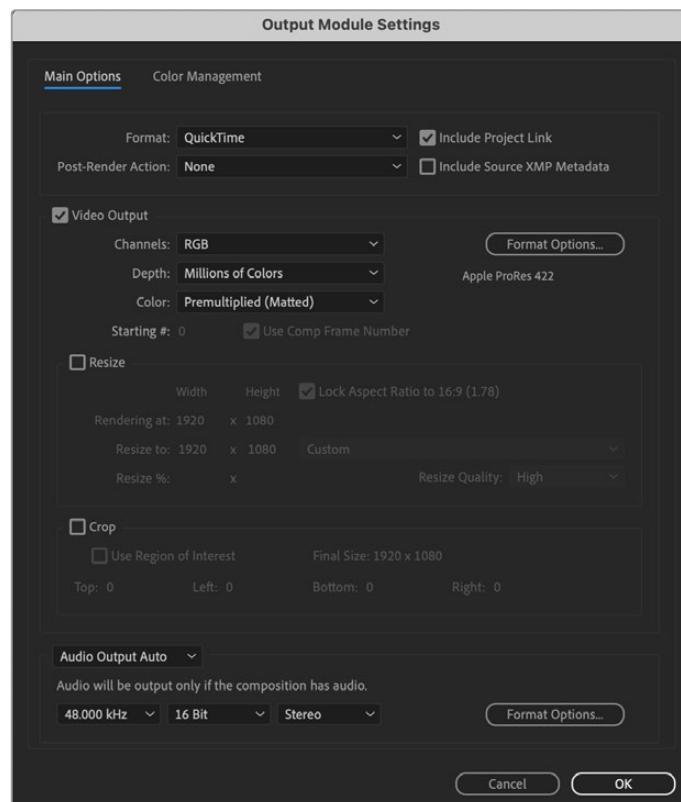 Output Module Settings
Main Options Color Management
Format: QuickTime Include Project Link
Post-Render Action: None Include Source XMP Metadata
Video Output
Channels: RGB Format Options...
Depth: Millions of Colors Apple ProRes 422
Color: Premultiplied (Matted)
Starting #: 0 Use Comp Frame Number
Resize
Width Height Lock Aspect Ratio to 16:9 (1.78)
Rendering at: 1920 x 1080
Resize to: 1920 x 1080 Custom
Resize %: x Resize Quality: High
Crop
Use Region of Interest Final Size: 1920 x 1080
Top: 0 Left: 0 Bottom: 0 Right: 0
Audio Output Auto
Audio will be output only if the composition has audio.
48.000 kHz 16 Bit Stereo Format Options...
Cancel OK